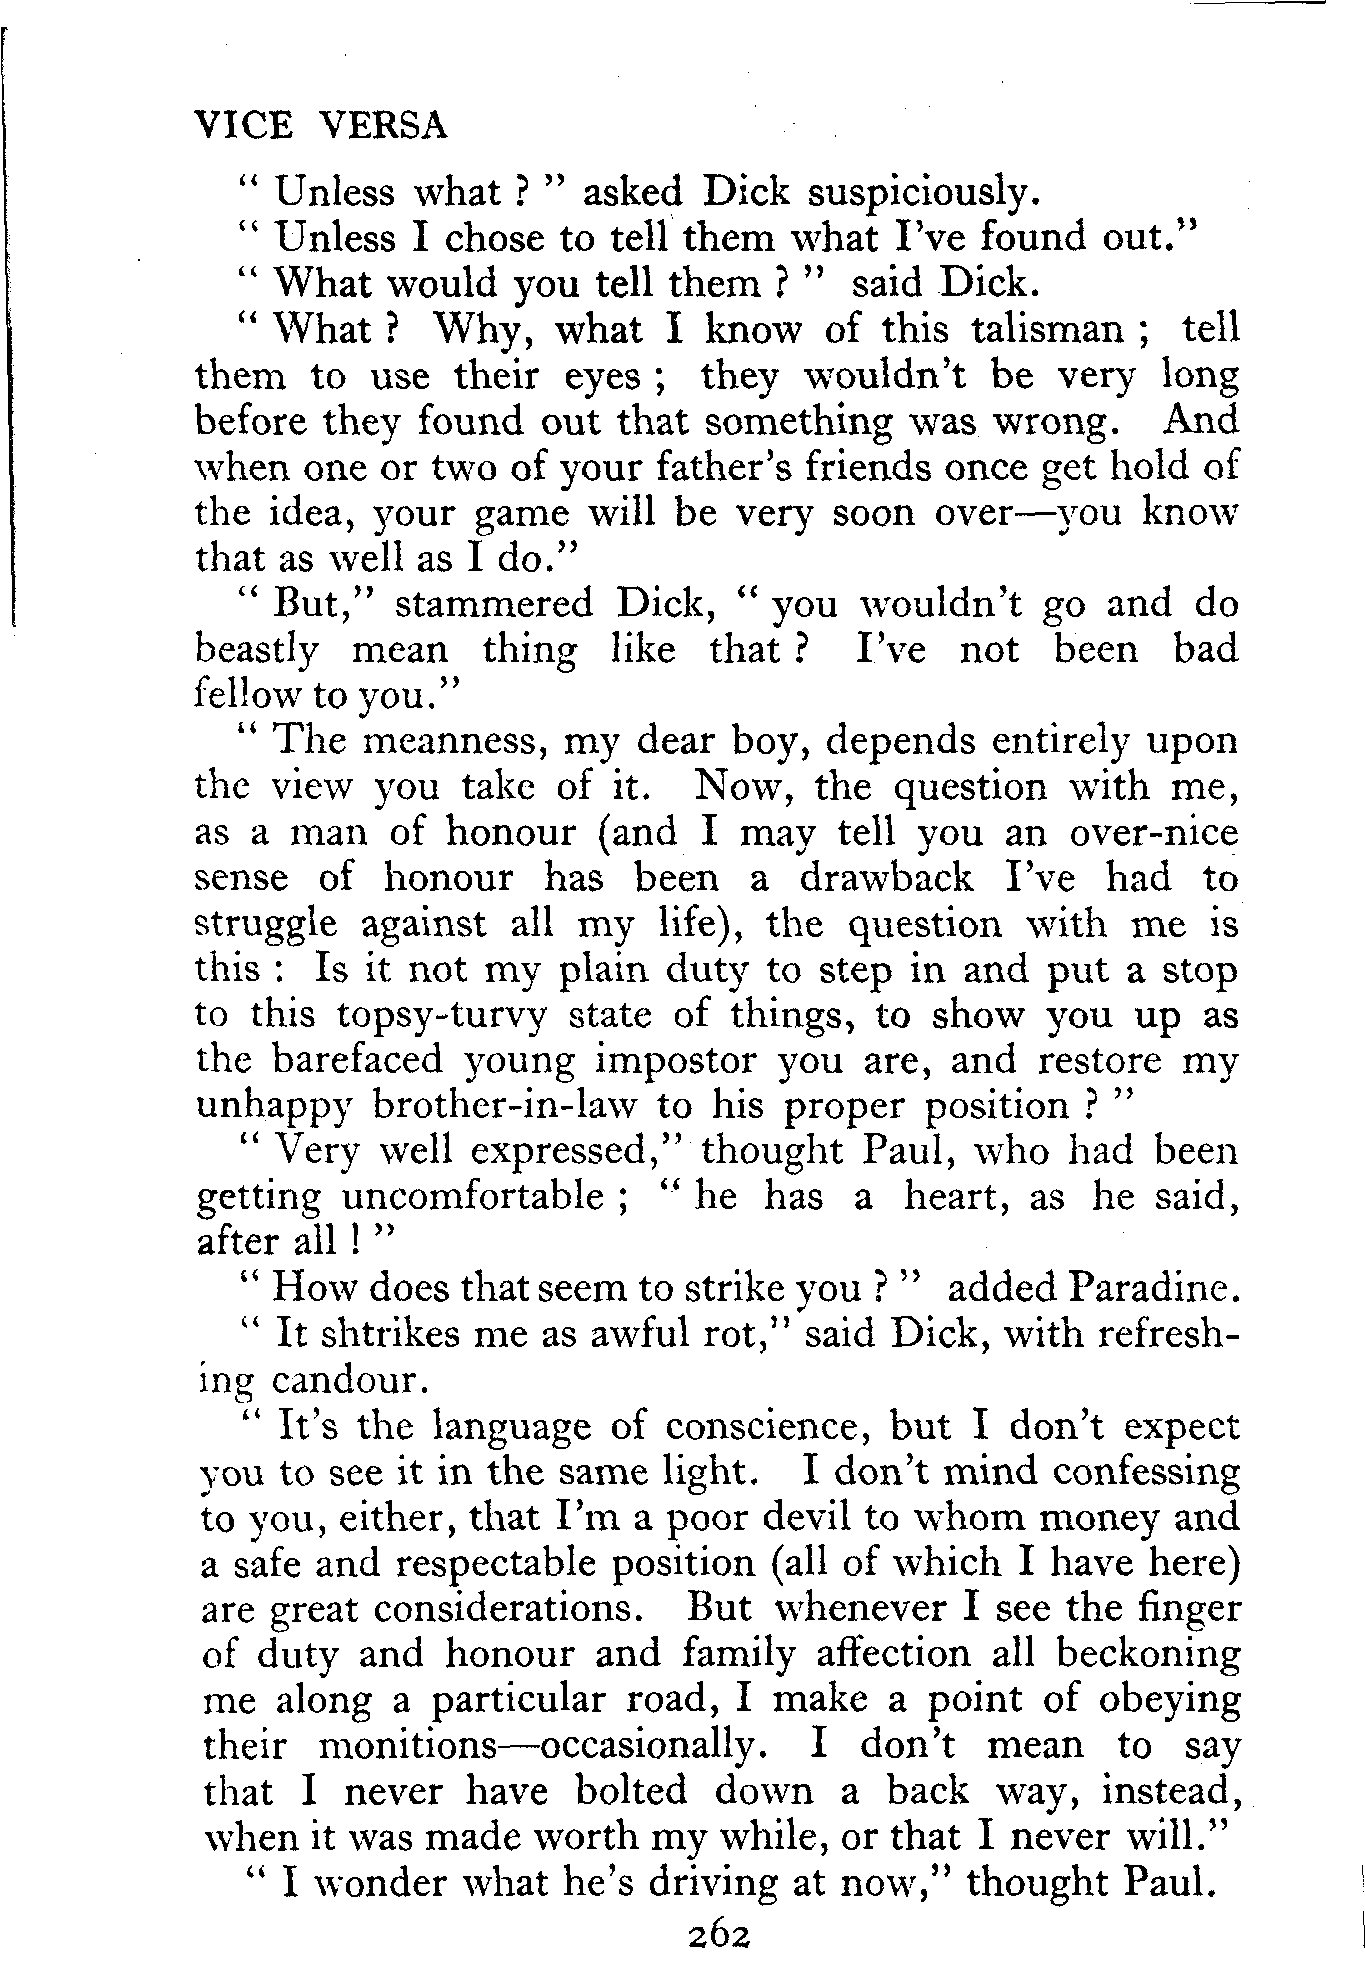 VICE VERSA
“ Unless what ? ” asked Dick suspiciously.
“ Unless I chose to tell them what I've found out.”
“ What would you tell them ? ” said Dick.
“ What ? Why, what I know of this talisman ; tell
them to use their eyes ; they wouldn't be very long
before they found out that something was wrong. And
when one or two of your father's friends once get hold of
the idea, your game will be very soon over—you know
that as well as I do.”
“ But,” stammered Dick, “ you wouldn't go and do
beastly mean thing like that ? I've not been bad
fellow to you.”
“ The meanness, my dear boy, depends entirely upon
the view you take of it. Now, the question with me,
as a man of honour (and I may tell you an over-nice
sense of honour has been a drawback I've had to
struggle against all my life), the question with me is
this : Is it not my plain duty to step in and put a stop
to this topsy-turvy state of things, to show you up as
the barefaced young impostor you are, and restore my
unhappy brother-in-law to his proper position ? ”
“ Very well expressed,” thought Paul, who had been
getting uncomfortable ; “ he has a heart, as he said,
after all ! ”
“ How does that seem to strike you ? ” added Paradine.
“ It shtrikes me as awful rot,” said Dick, with refresh-
ing candour.
“ It's the language of conscience, but I don't expect
you to see it in the same light. I don't mind confessing
to you, either, that I'm a poor devil to whom money and
a safe and respectable position (all of which I have here)
are great considerations. But whenever I see the finger
of duty and honour and family affection all beckoning
me along a particular road, I make a point of obeying
their monitions—occasionally. I don't mean to say
that I never have bolted down a back way, instead,
when it was made worth my while, or that I never will.”
“ I wonder what he's driving at now,” thought Paul.
262